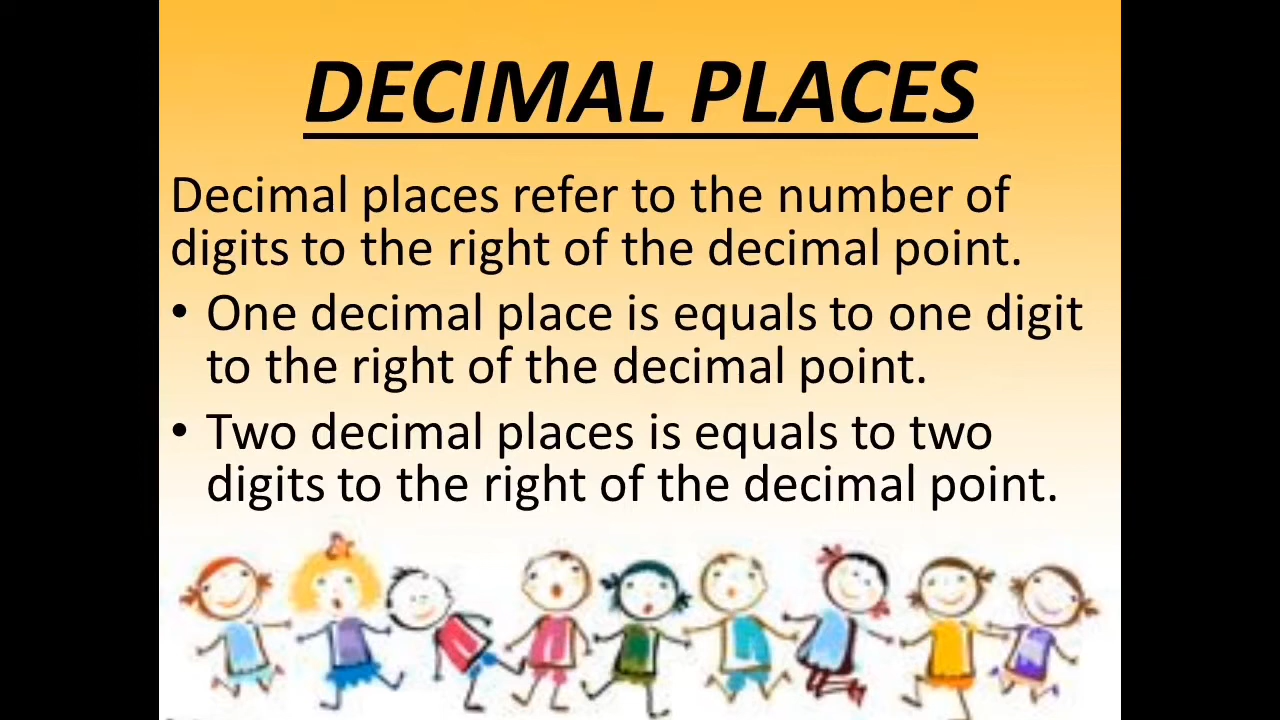 DECIMAL PLACES
Decimal places refer to the number of
digits to the right of the decimal point.
• One decimal place is equals to one digit
to the right of the decimal point.
• Two decimal places is equals to two
digits to the right of the decimal point.